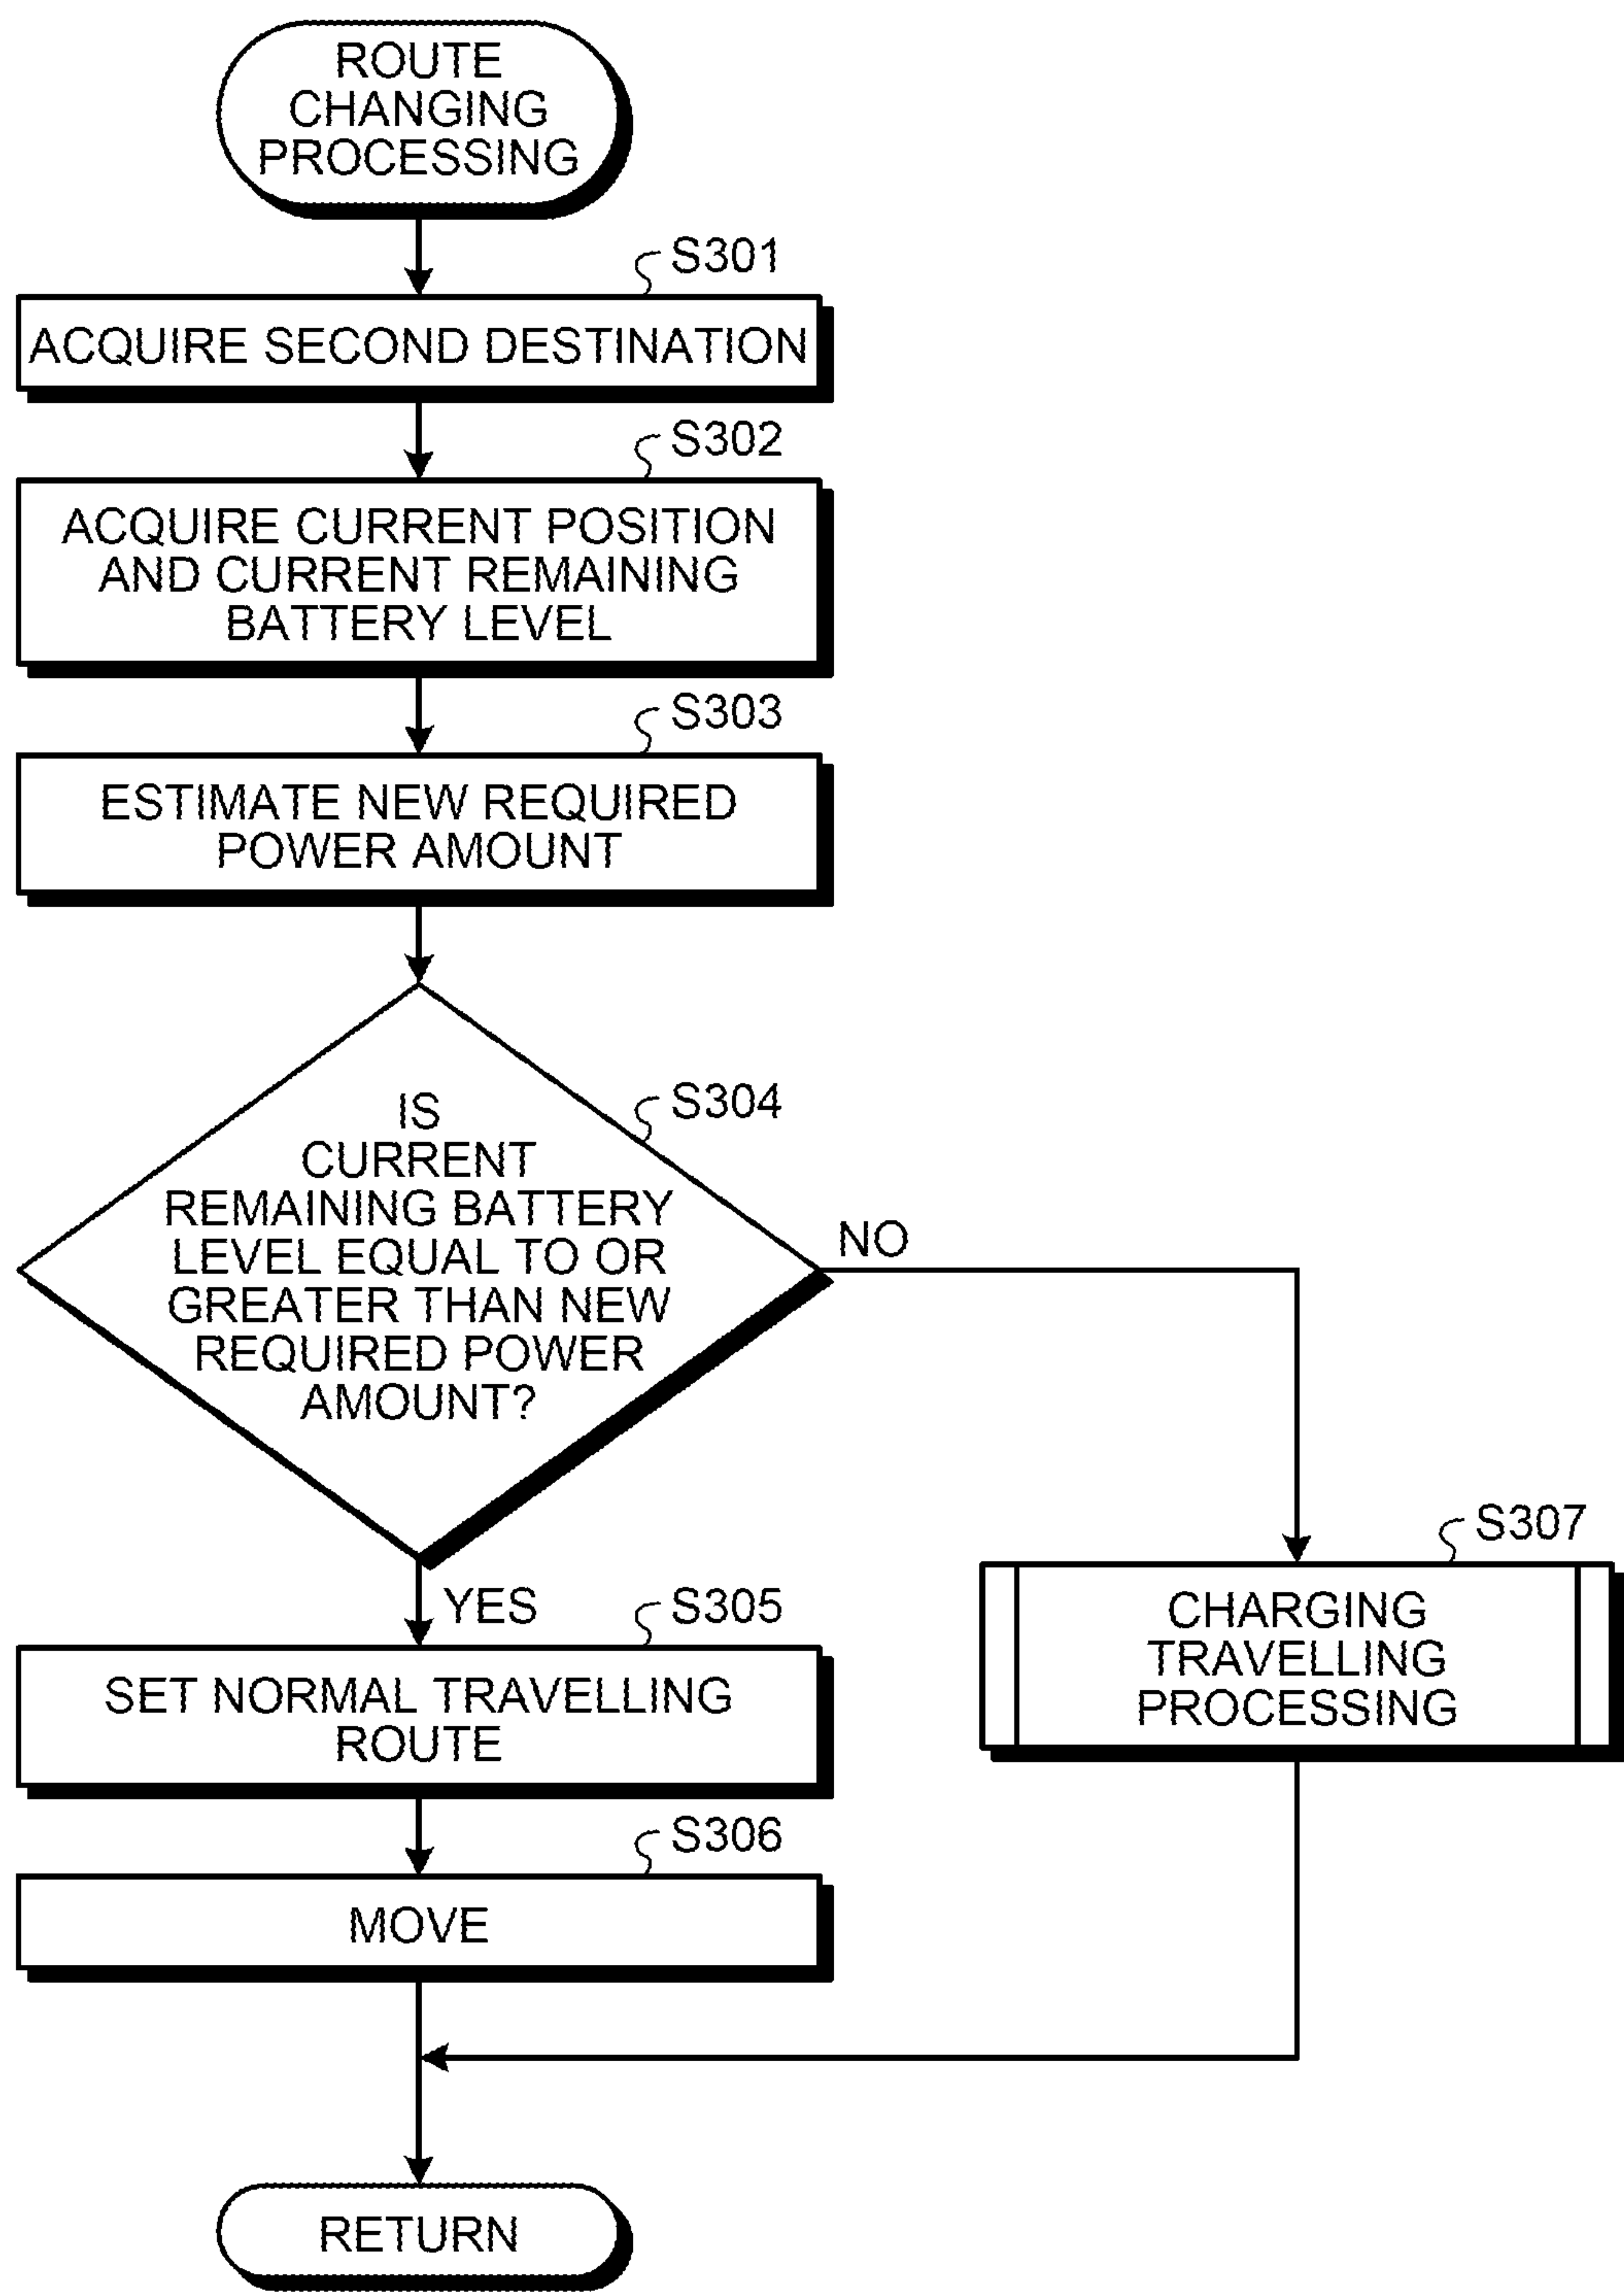 ROUTE
CHANGING
PROCESSING
S301
ACQUIRE SECOND DESTINATION
S302
ACQUIRE CURRENT POSITION
AND CURRENT REMAINING
BATTERY LEVEL
S303
ESTIMATE NEW REQUIRED
POWER AMOUNT
S304
IS
CURRENT
REMAINING BATTERY
LEVEL EQUAL TO OR
GREATER THAN NEW
REQUIRED POWER
AMOUNT?
NO
YES
S305
SET NORMAL TRAVELLING
ROUTE
S307
CHARGING
TRAVELLING
PROCESSING
S306
MOVE
RETURN